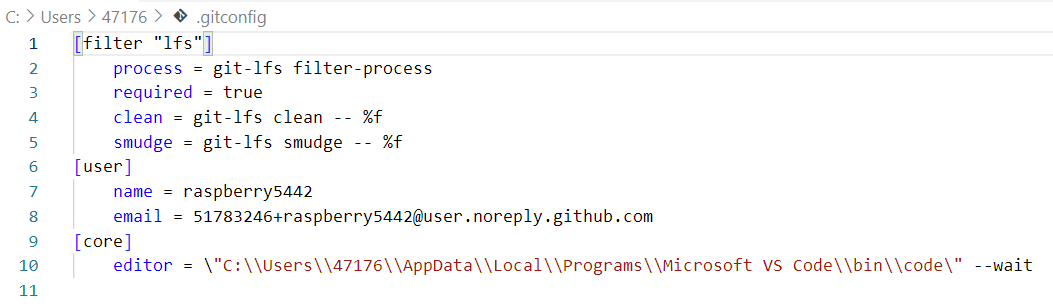 C: > Users > 47176 > .gitconfig
1 [filter "lfs"]
2 process = git-lfs filter-process
3 required = true
4 clean = git-lfs clean -- %f
5 smudge = git-lfs smudge -- %f
6 [user]
7 name = raspberry5442
8 email = 51783246+raspberry5442@user.noreply.github.com
9 [core]
10 editor = \"C:\\Users\\47176\\AppData\\Local\\Programs\\Microsoft VS Code\\bin\\code\" --wait
11